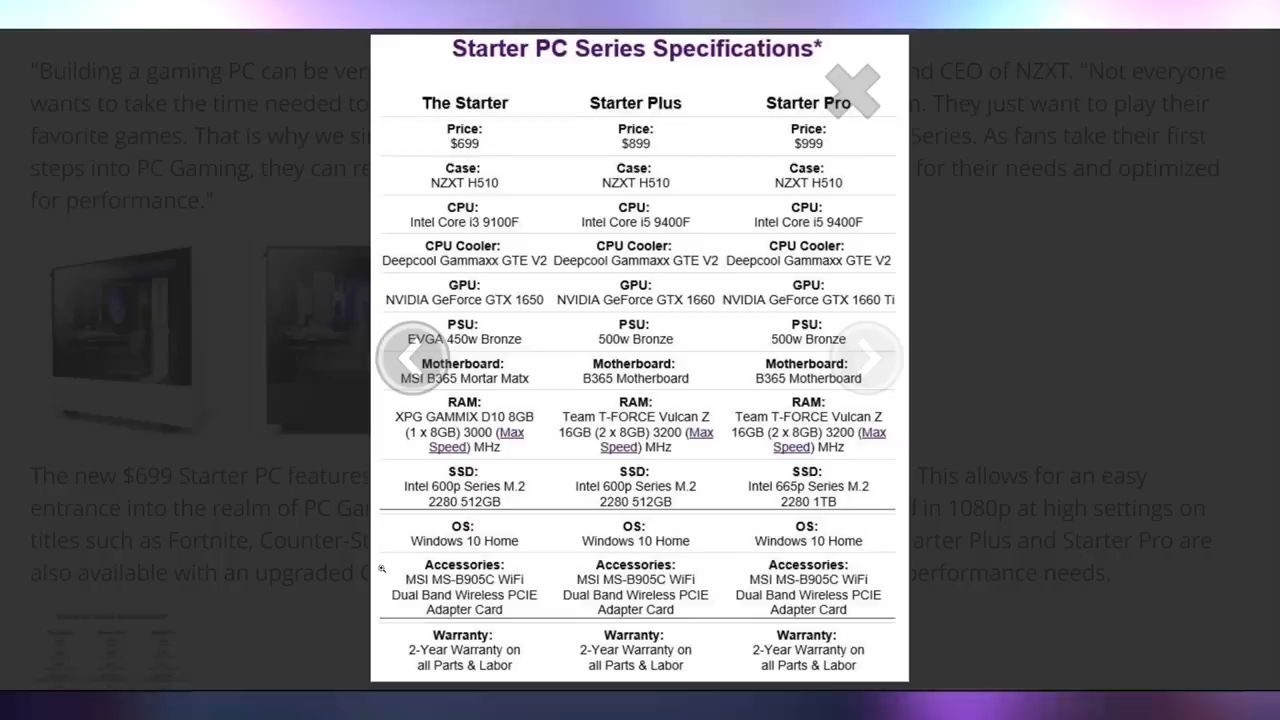 Starter PC Series Specifications*
"Building a gaming PC can be ver
nd CEO of NZXT. "Not everyone
wants to take the time needed to
n. They just want to play their
favorite games. That is why we si
Series. As fans take their first
steps into PC Gaming, they can re
for their needs and optimized
for performance."
The Starter
Price:
$699
Case:
NZXT H510
CPU:
Intel Core i3 9100F
CPU Cooler:
Deepcool Gammaxx GTE V2
GPU:
NVIDIA GeForce GTX 1650
PSU:
EVGA 450w Bronze
Motherboard:
MSI B365 Mortar Matx
RAM:
XPG GAMMIX D10 8GB
(1 x 8GB) 3000 (Max
Speed) MHz
SSD:
Intel 600p Series M.2
2280 512GB
OS:
Windows 10 Home
Accessories:
MSI MS-B905C WiFi
Dual Band Wireless PCIE
Adapter Card
Warranty:
2-Year Warranty on
all Parts & Labor
Starter Plus
Price:
$899
Case:
NZXT H510
CPU:
Intel Core i5 9400F
CPU Cooler:
Deepcool Gammaxx GTE V2
GPU:
NVIDIA GeForce GTX 1660
PSU:
500w Bronze
Motherboard:
B365 Motherboard
RAM:
Team T-FORCE Vulcan Z
16GB (2 x 8GB) 3200 (Max
Speed) MHz
SSD:
Intel 600p Series M.2
2280 512GB
OS:
Windows 10 Home
Accessories:
MSI MS-B905C WiFi
Dual Band Wireless PCIE
Adapter Card
Warranty:
2-Year Warranty on
all Parts & Labor
Starter Pro
Price:
$999
Case:
NZXT H510
CPU:
Intel Core i5 9400F
CPU Cooler:
Deepcool Gammaxx GTE V2
GPU:
NVIDIA GeForce GTX 1660 Ti
PSU:
500w Bronze
Motherboard:
B365 Motherboard
RAM:
Team T-FORCE Vulcan Z
16GB (2 x 8GB) 3200 (Max
Speed) MHz
SSD:
Intel 665p Series M.2
2280 1TB
OS:
Windows 10 Home
Accessories:
MSI MS-B905C WiFi
Dual Band Wireless PCIE
Adapter Card
Warranty:
2-Year Warranty on
all Parts & Labor
The new $699 Starter PC features
This allows for an easy
entrance into the realm of PC Ga
in 1080p at high settings on
titles such as Fortnite, Counter-St
arter Plus and Starter Pro are
also available with an upgraded
performance needs.